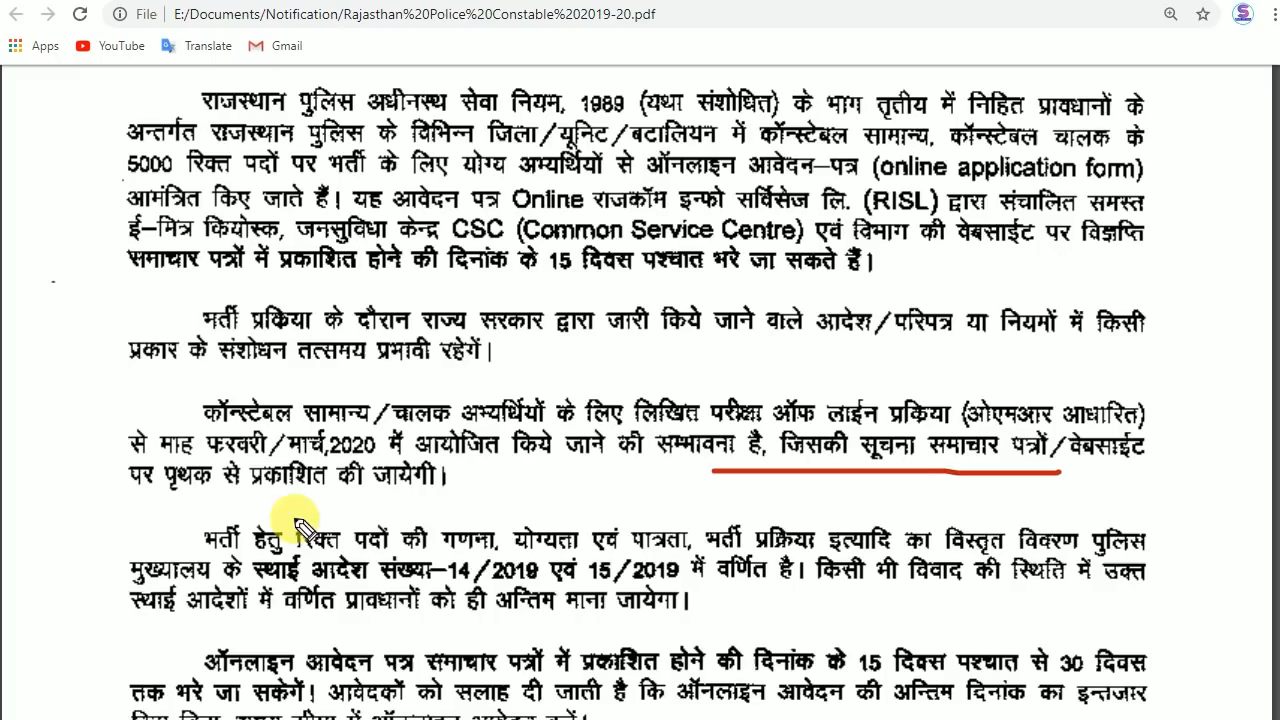 File | E:/Documents/Notification/Rajasthan%20Police%20Constable%202019-20.pdf
Apps YouTube Translate Gmail
राजस्थान पुलिस अधीनस्थ सेवा नियम, 1989 (यथा संशोधित) के भाग तृतीय में निहित प्रावधानों के
अन्तर्गत राजस्थान पुलिस के विभिन्न जिला/यूनिट/बटालियन में कॉन्स्टेबल सामान्य, कॉन्स्टेबल चालक के
5000 रिक्त पदों पर भर्ती के लिए योग्य अभ्यर्थियों से ऑनलाइन आवेदन–पत्र (online application form)
आमंत्रित किए जाते हैं। यह आवेदन पत्र Online राजकॉम इन्फो सर्विसेज लि. (RISL) द्वारा संचालित समस्त
ई–मित्र कियोस्क, जनसुविधा केन्द्र CSC (Common Service Centre) एवं विभाग की वेबसाईट पर विज्ञप्ति
समाचार पत्रों में प्रकाशित होने की दिनांक के 15 दिवस पश्चात भरे जा सकते हैं।
भर्ती प्रकिया के दौरान राज्य सरकार द्वारा जारी किये जाने वाले आदेश/परिपत्र या नियमों में किसी
प्रकार के संशोधन तत्समय प्रभावी रहेगें।
कॉन्स्टेबल सामान्य/चालक अभ्यर्थियों के लिए लिखित परीक्षा ऑफ लाईन प्रकिया (ओएमआर आधारित)
से माह फरवरी/मार्च,2020 में आयोजित किये जाने की सम्भावना है, जिसकी सूचना समाचार पत्रों/वेबसाईट
पर पृथक से प्रकाशित की जायेगी।
भर्ती हेतु रिक्त पदों की गणना, योग्यता एवं पात्रता, भर्ती प्रकिया इत्यादि का विस्तृत विवरण पुलिस
मुख्यालय के स्थाई आदेश संख्या–14/2019 एवं 15/2019 में वर्णित है। किसी भी विवाद की स्थिति में उक्त
स्थाई आदेशों में वर्णित प्रावधानों को ही अन्तिम माना जायेगा।
ऑनलाइन आवेदन पत्र समाचार पत्रों में प्रकाशित होने की दिनांक के 15 दिवस पश्चात से 30 दिवस
तक भरे जा सकेगें। आवेदकों को सलाह दी जाती है कि ऑनलाइन आवेदन की अन्तिम दिनांक का इन्तजार